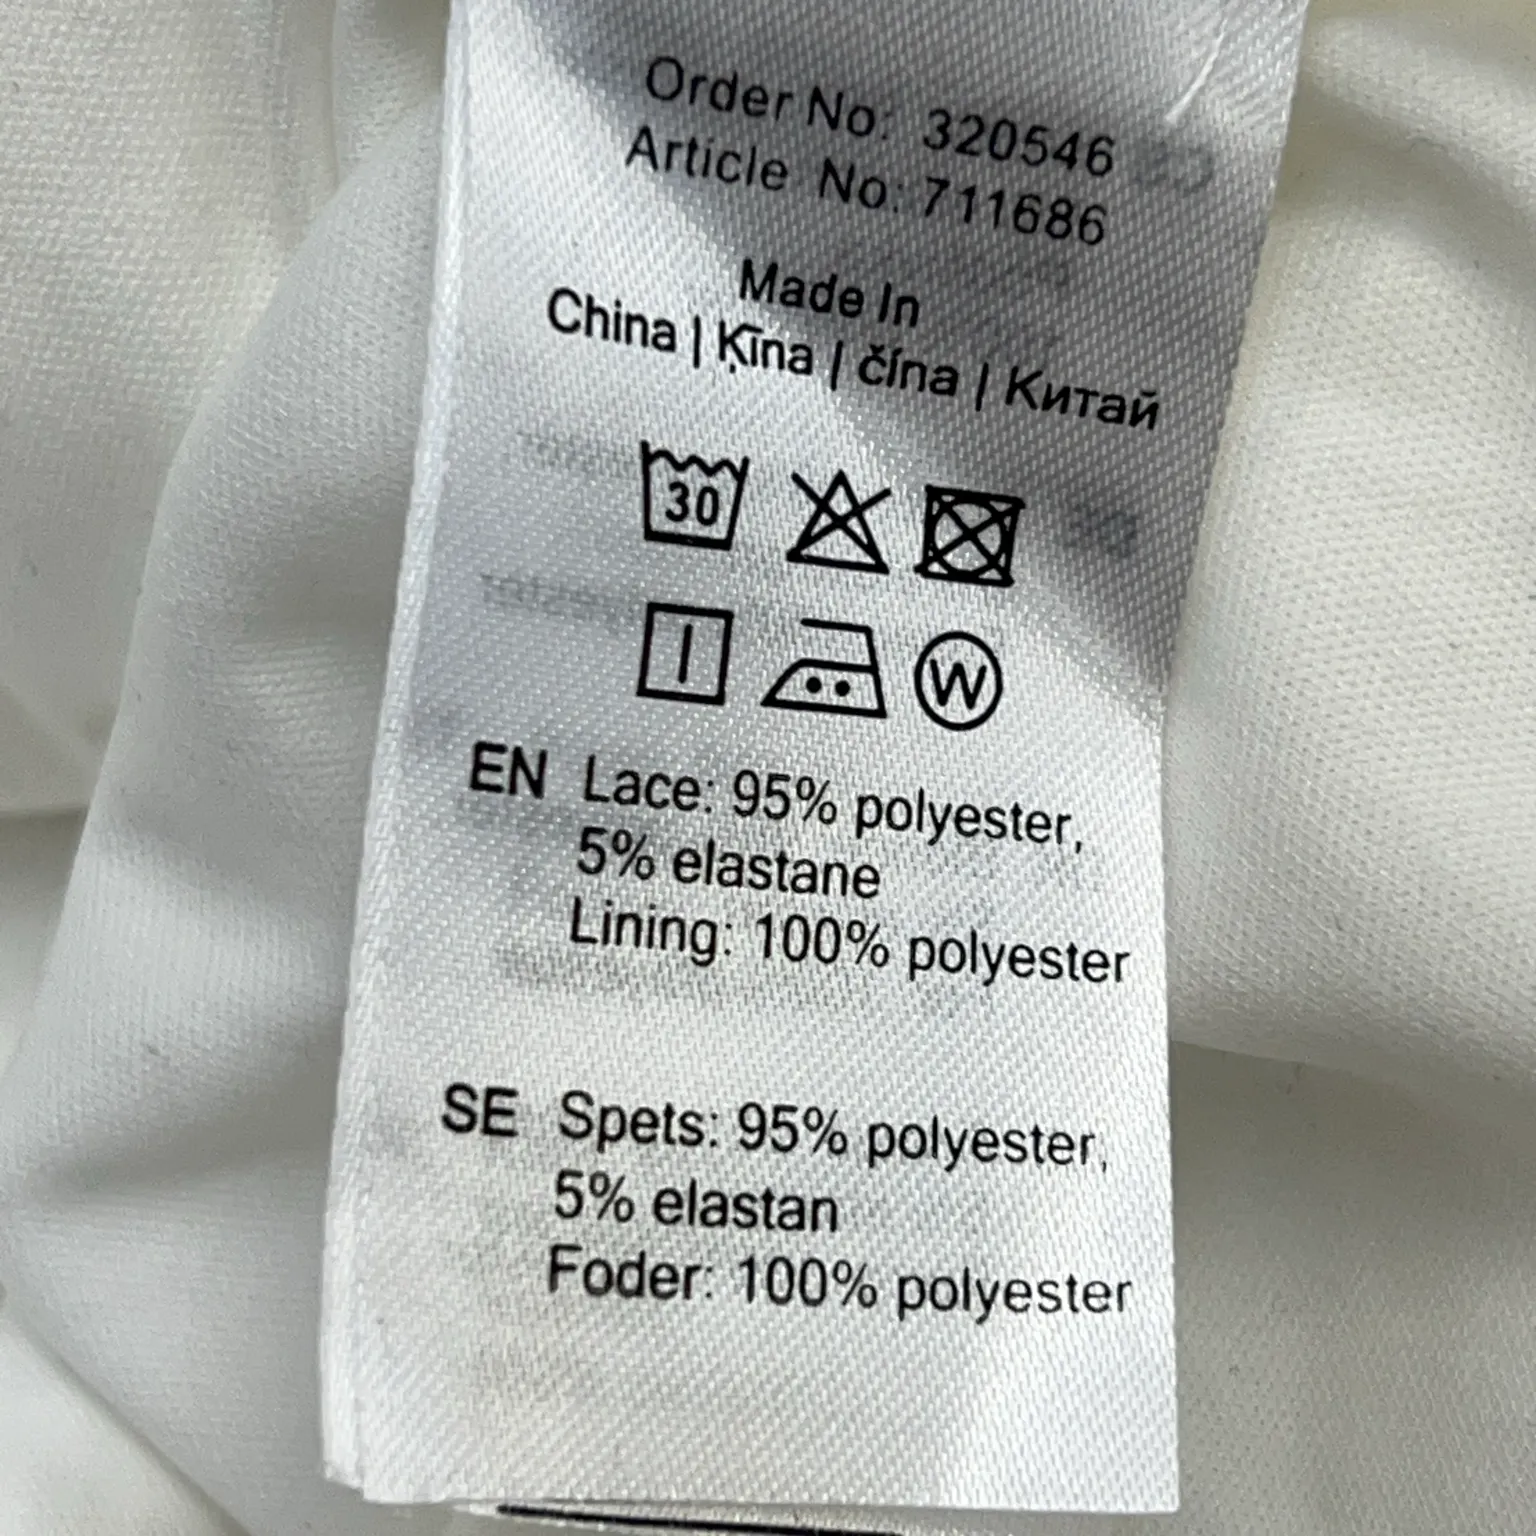 Order No: 320546
Article No: 711686
Made In
China | Ķīna | čína | Китай
30
W
EN Lace: 95% polyester,
5% elastane
Lining: 100% polyester
SE Spets: 95% polyester,
5% elastan
Foder: 100% polyester